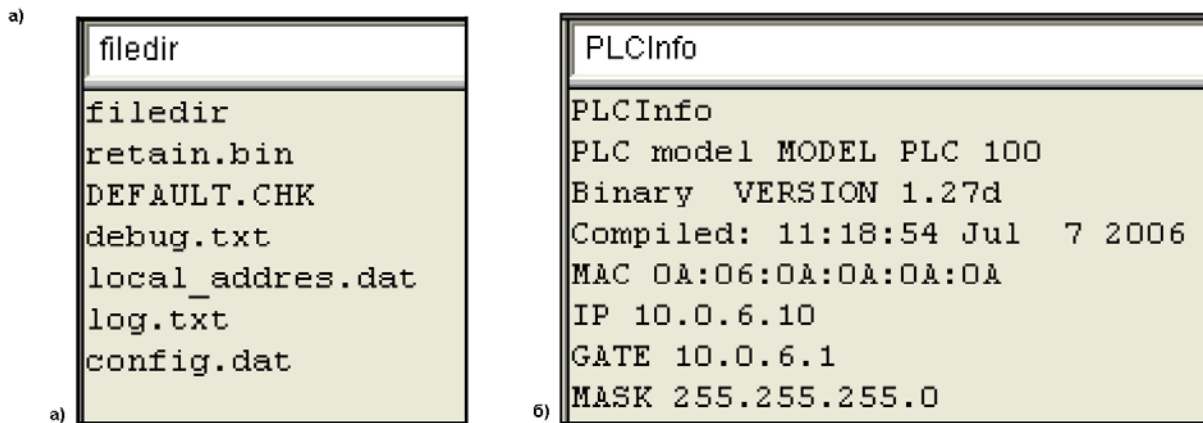 а)
filedir
filedir
retain.bin
DEFAULT.CHK
debug.txt
local_addres.dat
log.txt
config.dat
а)
PLCInfo
PLCInfo
PLC model MODEL PLC 100
Binary  VERSION 1.27d
Compiled: 11:18:54 Jul  7 2006
MAC 0A:06:0A:0A:0A:0A
IP 10.0.6.10
GATE 10.0.6.1
MASK 255.255.255.0
б)